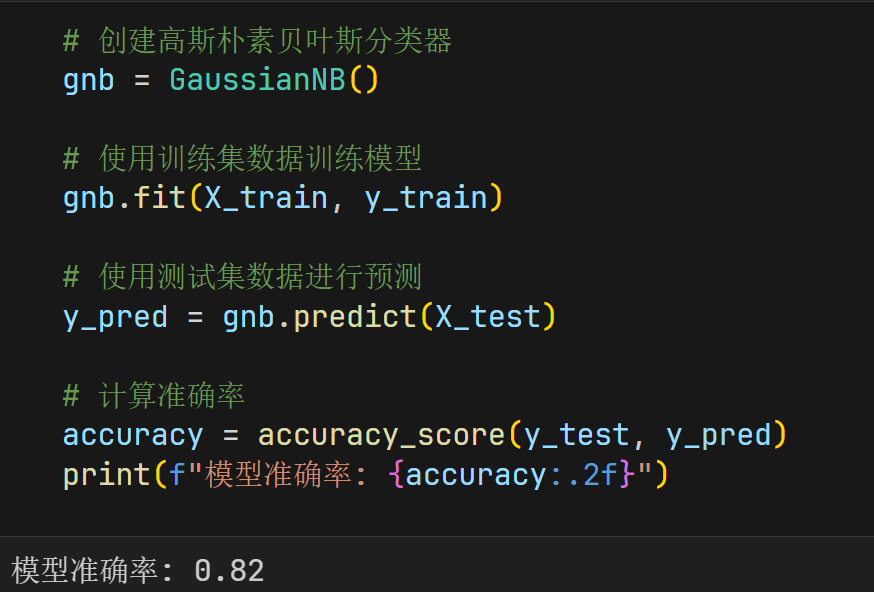 # 创建高斯朴素贝叶斯分类器
gnb = GaussianNB()
# 使用训练集数据训练模型
gnb.fit(X_train, y_train)
# 使用测试集数据进行预测
y_pred = gnb.predict(X_test)
# 计算准确率
accuracy = accuracy_score(y_test, y_pred)
print(f"模型准确率: {accuracy:.2f}")
模型准确率: 0.82